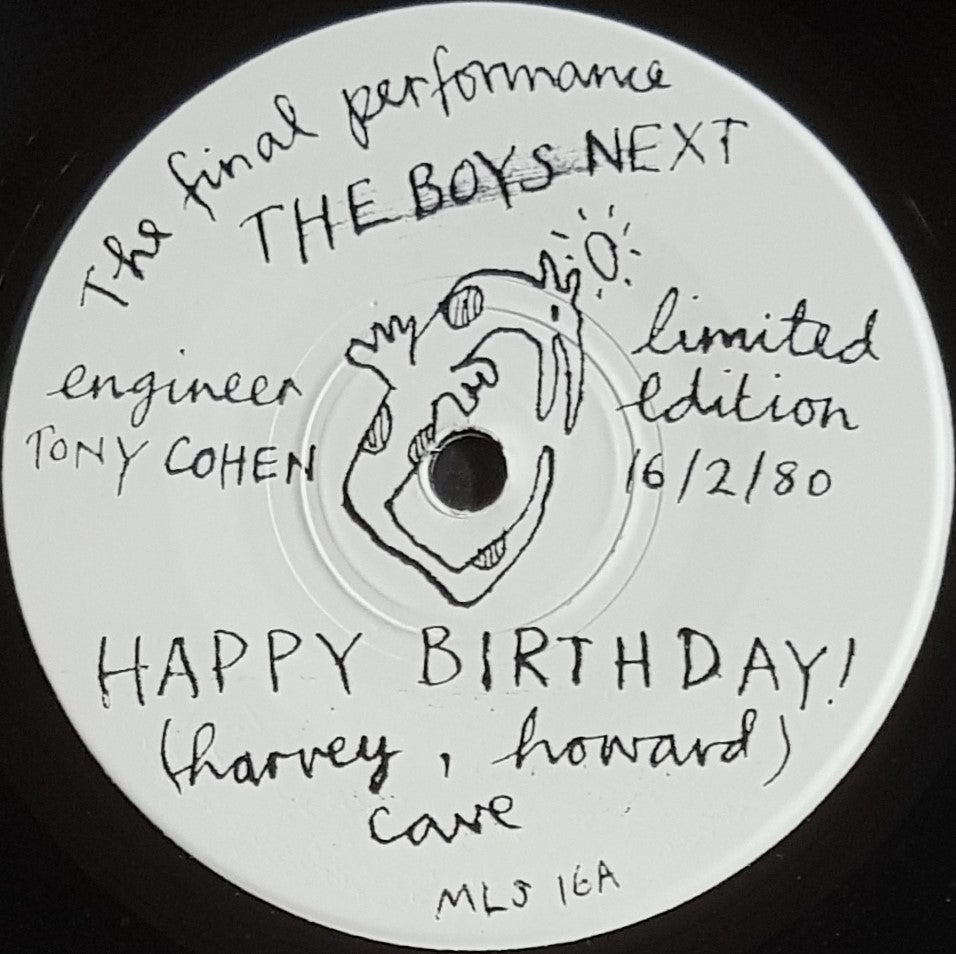 The final performance
THE BOYS NEXT
engineer
TONY COHEN
limited
edition
16/2/80
HAPPY BIRTHDAY!
(harvey, howard)
cave
MLS 16A